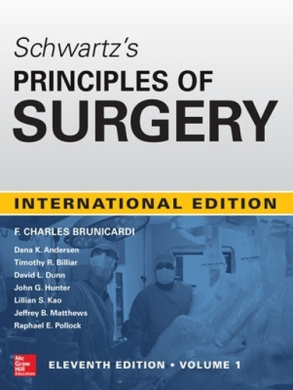 Schwartz's
PRINCIPLES OF
SURGERY
INTERNATIONAL EDITION
F. CHARLES BRUNICARDI
Dana K. Andersen
Timothy R. Billiar
David L. Dunn
John G. Hunter
Lillian S. Kao
Jeffrey B. Matthews
Raphael E. Pollock
Mc
Graw
Hill
Education
ELEVENTH EDITION • VOLUME 1